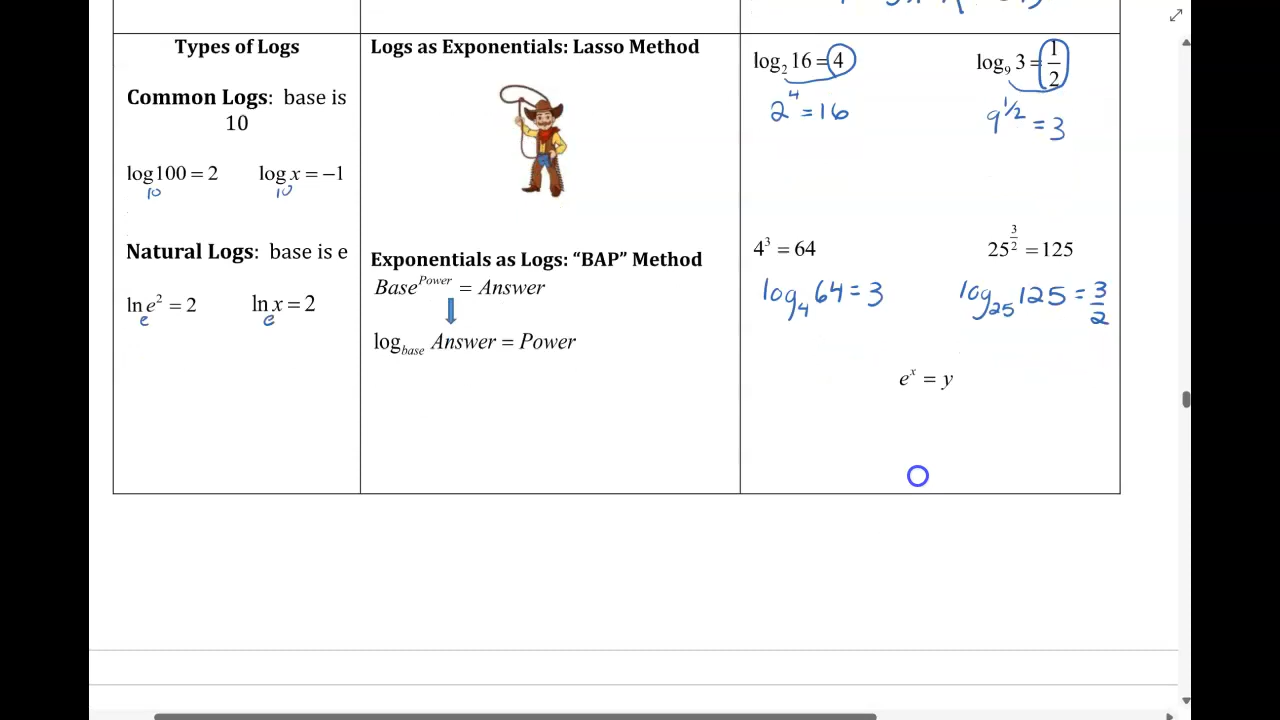 Types of Logs
Common Logs: base is
10
log100 = 2 log x = −1
10 10
Natural Logs: base is e
ln e² = 2 ln x = 2
e e
Logs as Exponentials: Lasso Method
Exponentials as Logs: “BAP” Method
Base^Power = Answer
log_base Answer = Power
log₂ 16 = 4 log₉ 3 = 1/2
2⁴ = 16 9^1/2 = 3
4³ = 64 25^3/2 = 125
log₄ 64 = 3 log₂₅ 125 = 3/2
eˣ = y